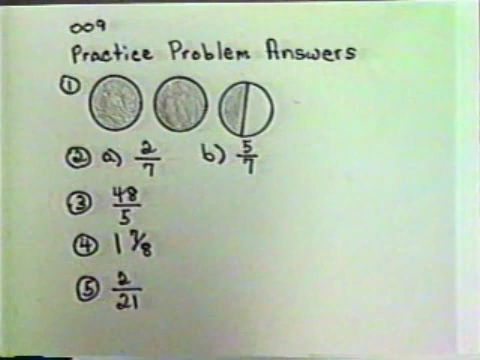 009
Practice Problem Answers
①
② a) 2/7 b) 5/7
③ 48/5
④ 1 7/8
⑤ 2/21